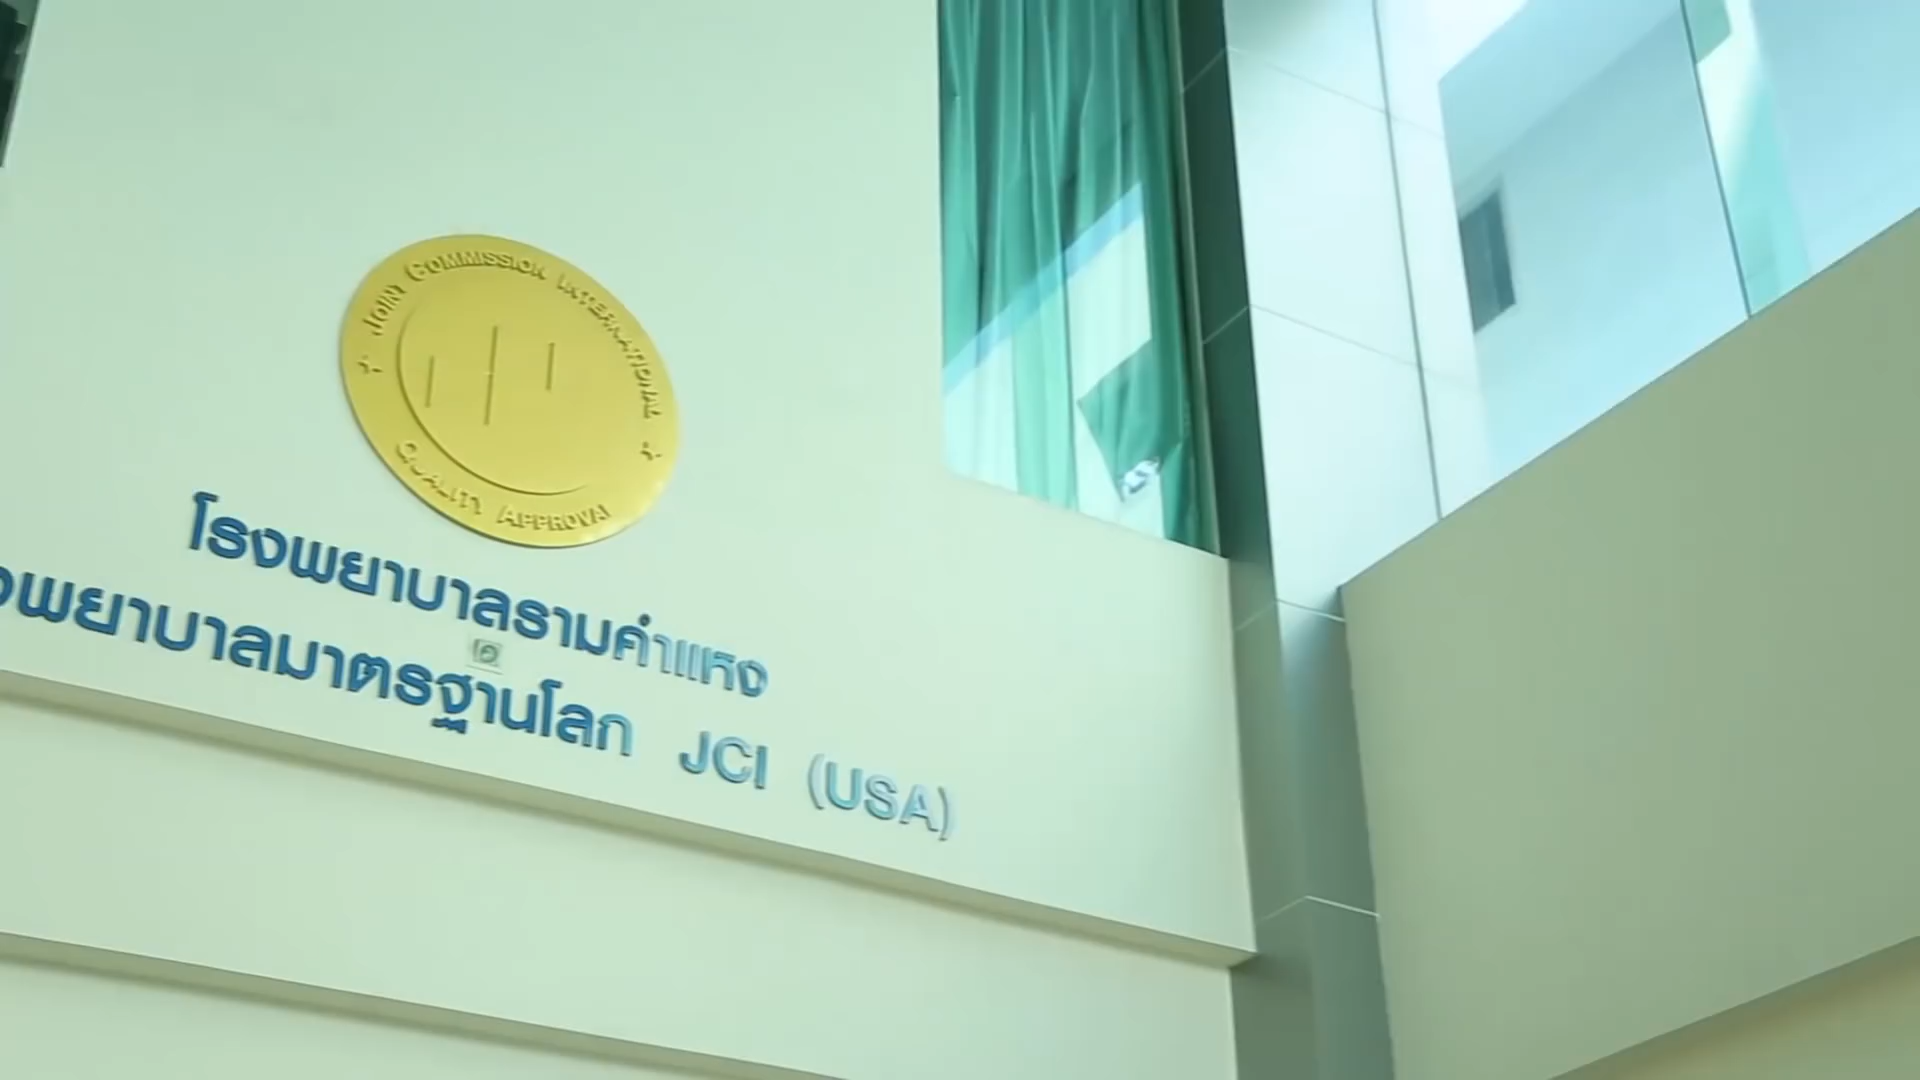 JOINT COMMISSION INTERNATIONAL
QUALITY APPROVAL
โรงพยาบาลรามคำแหง
งพยาบาลมาตรฐานโลก JCI (USA)